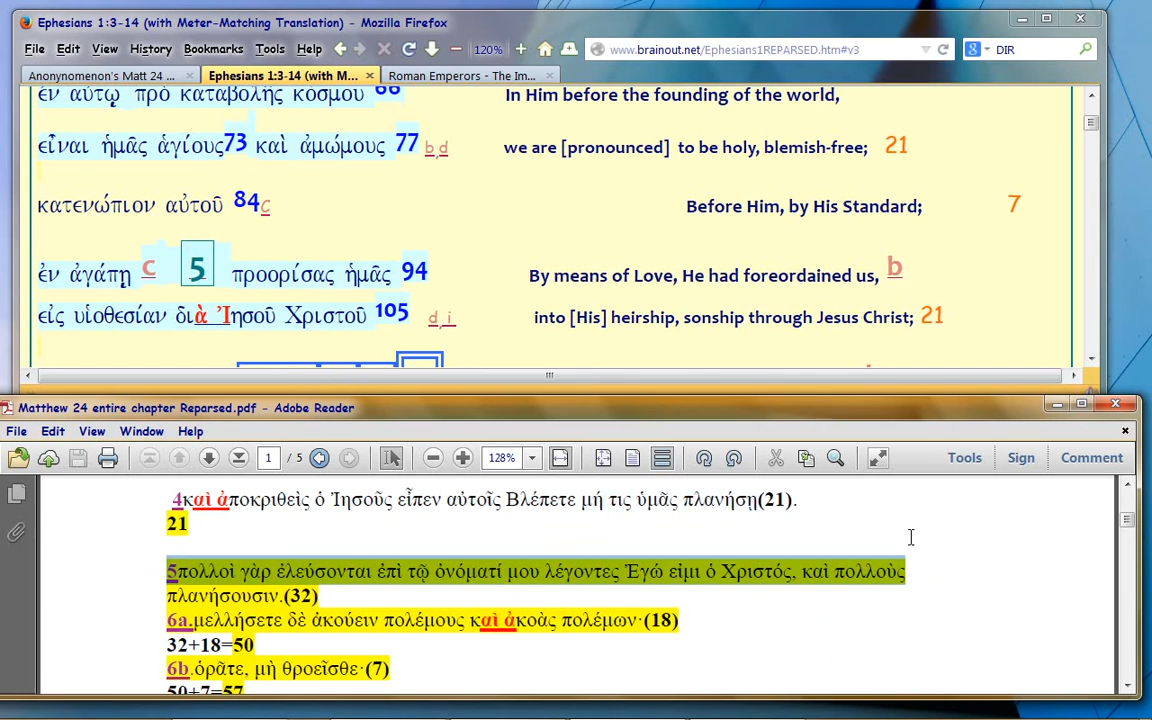 Ephesians 1:3-14 (with Meter-Matching Translation) - Mozilla Firefox
File Edit View History Bookmarks Tools Help 120% www.brainout.net/Ephesians1REPARSED.htm#v3 DIR
Anonynomenon's Matt 24 ... Ephesians 1:3-14 (with M... Roman Emperors - The Im...
ἐν αὐτῳ πρὸ καταβολῆς κόσμου 66 In Him before the founding of the world,
εἶναι ἡμᾶς ἁγίους73 καὶ ἀμώμους 77 b,d we are [pronounced] to be holy, blemish-free; 21
κατενώπιον αὐτοῦ 84c Before Him, by His Standard; 7
ἐν ἀγάπῃ c 5 προορίσας ἡμᾶς 94 By means of Love, He had foreordained us, b
εἰς υἱοθεσίαν διὰ Ἰησοῦ Χριστοῦ 105 d,i into [His] heirship, sonship through Jesus Christ; 21
Matthew 24 entire chapter Reparsed.pdf - Adobe Reader
File Edit View Window Help
1 / 5 128% Tools Sign Comment
4καὶ ἀποκριθεὶς ὁ Ἰησοῦς εἶπεν αὐτοῖς Βλέπετε μή τις ὑμᾶς πλανήσῃ(21).
21
5πολλοὶ γὰρ ἐλεύσονται ἐπὶ τῷ ὀνόματί μου λέγοντες Ἐγώ εἰμι ὁ Χριστός, καὶ πολλοὺς
πλανήσουσιν.(32)
6a.μελλήσετε δὲ ἀκούειν πολέμους καὶ ἀκοὰς πολέμων·(18)
32+18=50
6b.ὁρᾶτε, μὴ θροεῖσθε·(7)
50+7=57